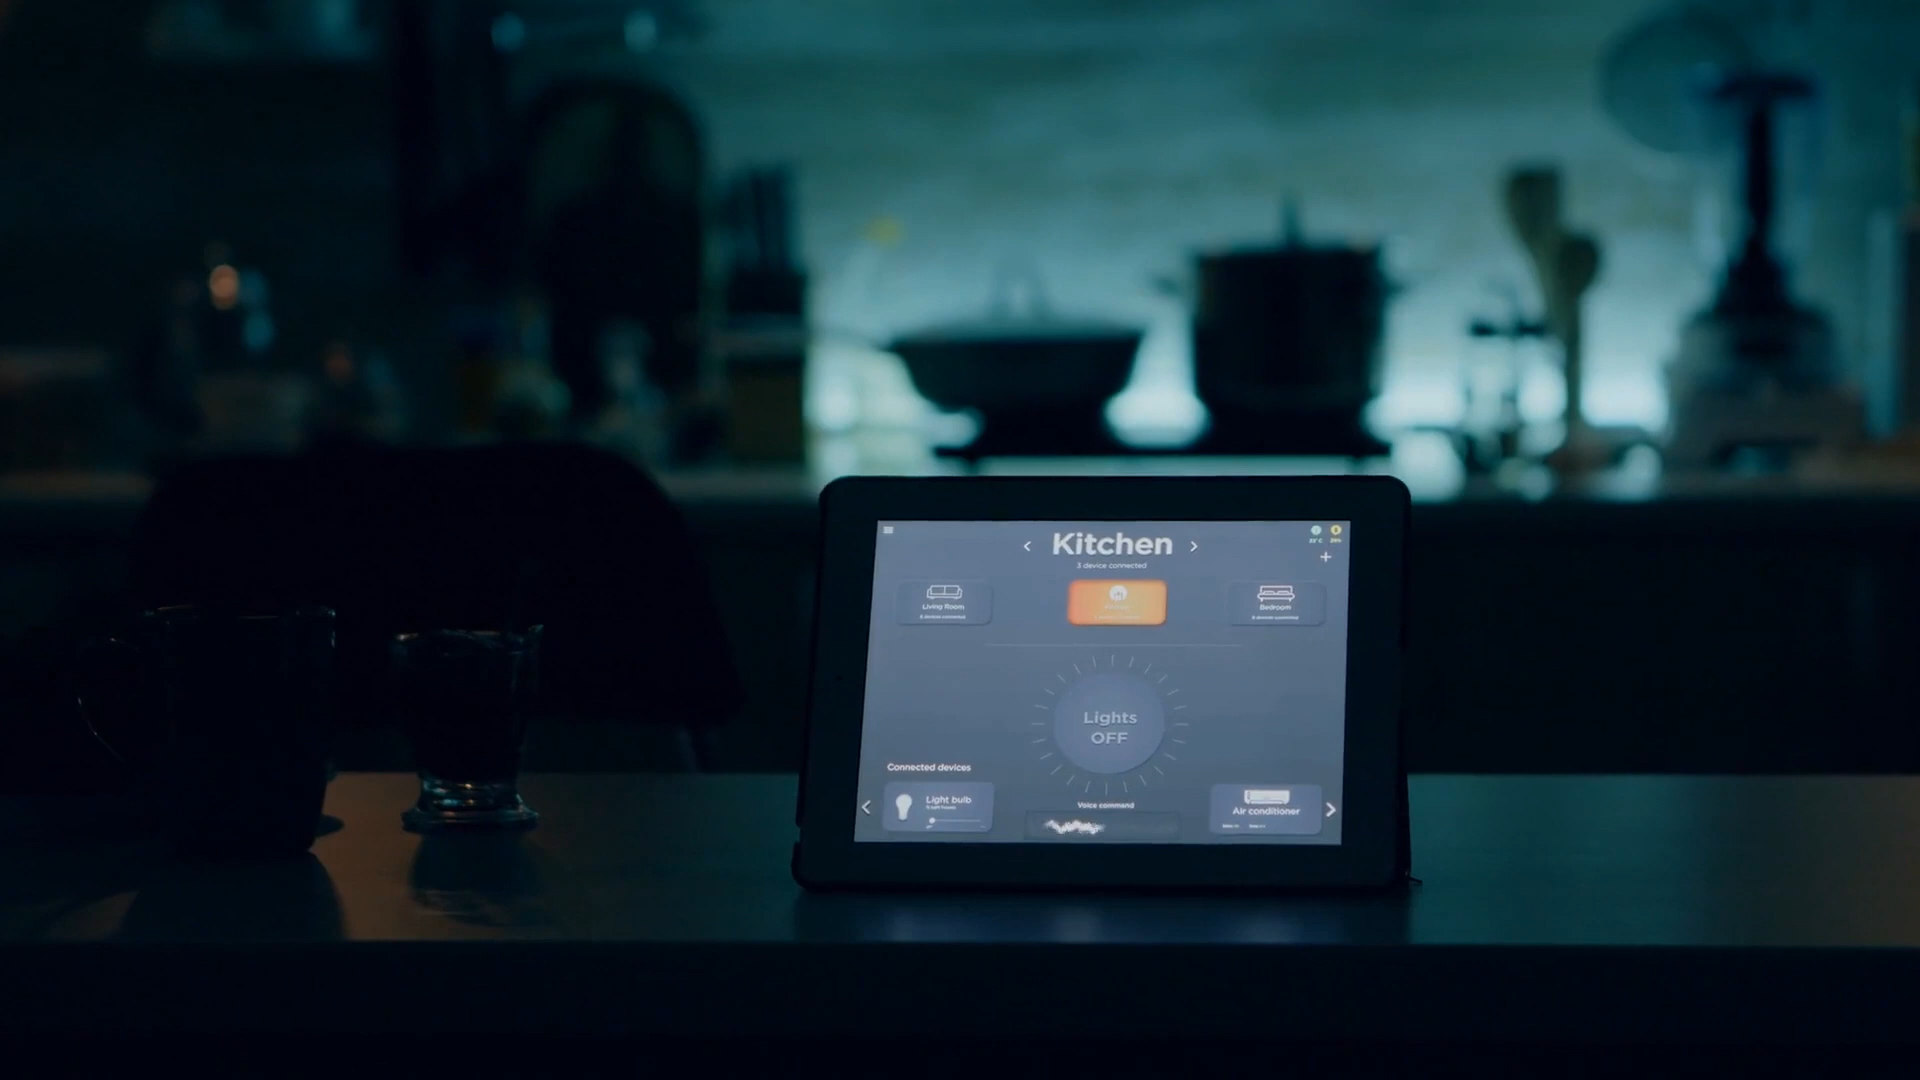 Kitchen
3 device connected
Living Room
Bedroom
Lights
OFF
Connected devices
Light bulb
Voice command
Air conditioner